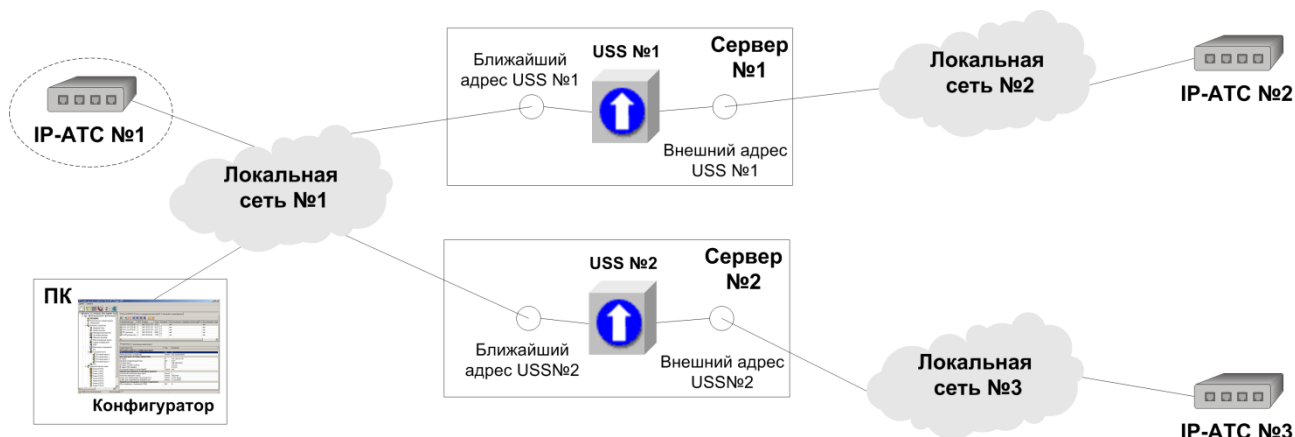 IP-АТС №1
Локальная
сеть №1
ПК
Конфигуратор
Ближайший
адрес USS №1
USS №1
Сервер
№1
Внешний адрес
USS №1
Локальная
сеть №2
IP-АТС №2
USS №2
Сервер
№2
Ближайший
адрес USS№2
Внешний адрес
USS№2
Локальная
сеть №3
IP-АТС №3